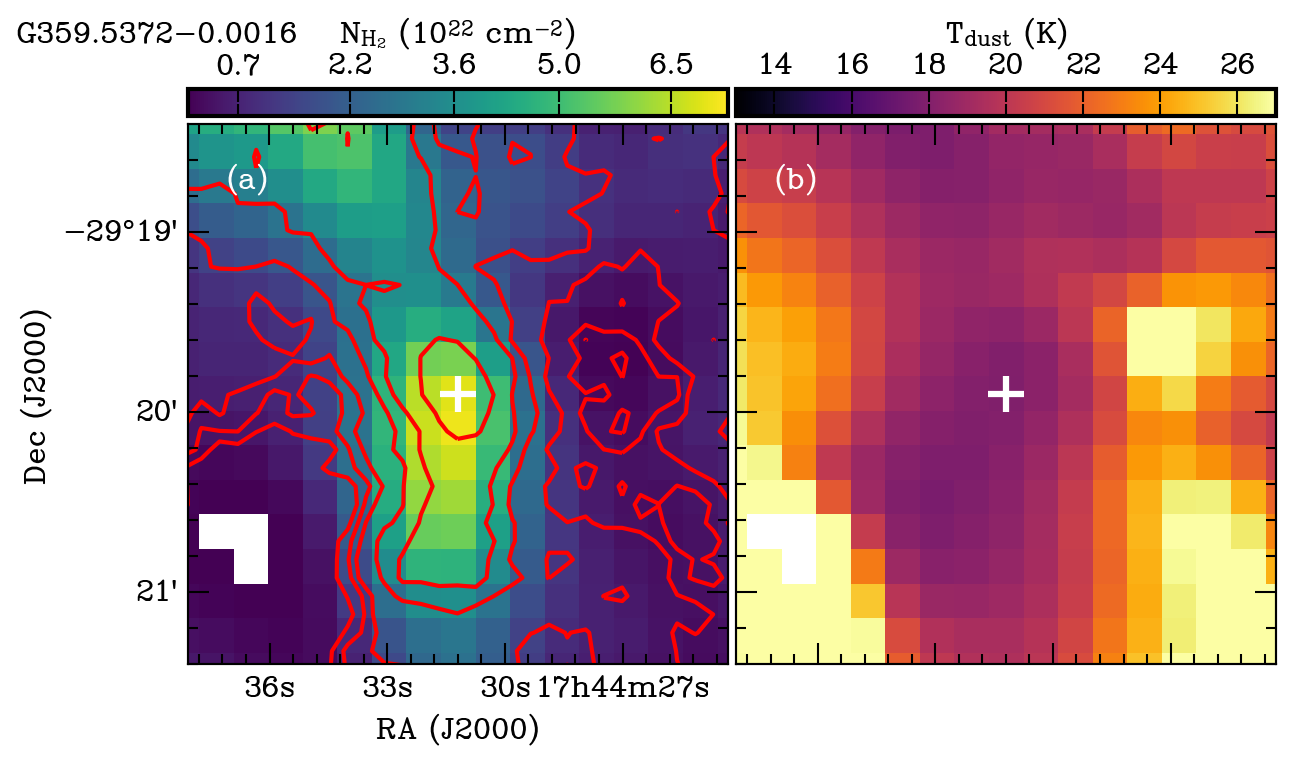 G359.5372−0.0016 N_H₂ (10²² cm⁻²) T_dust (K)
0.7 2.2 3.6 5.0 6.5 14 16 18 20 22 24 26
(a) (b)
−29°19'
20'
21'
Dec (J2000)
36s 33s 30s 17h44m27s
RA (J2000)